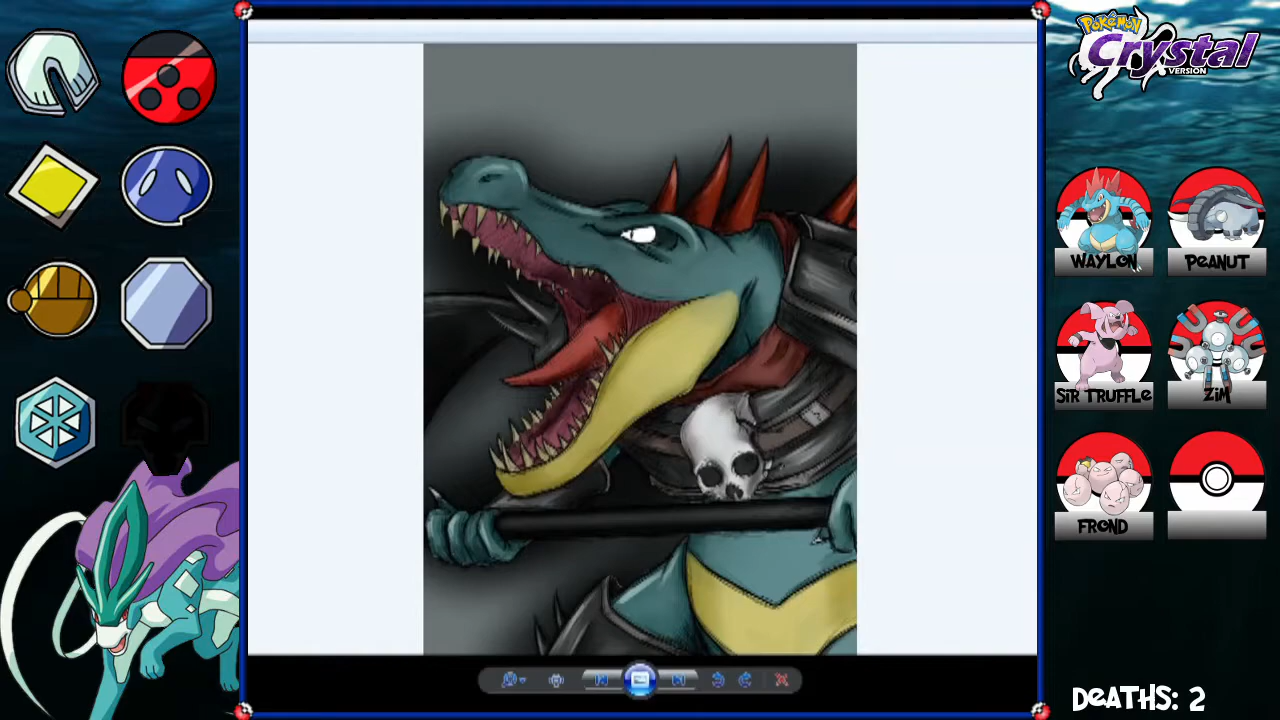 POKéMON
Crystal
VERSION
WAYLON
PEANUT
SIR TRUFFLE
ZIM
FROND
DEATHS: 2